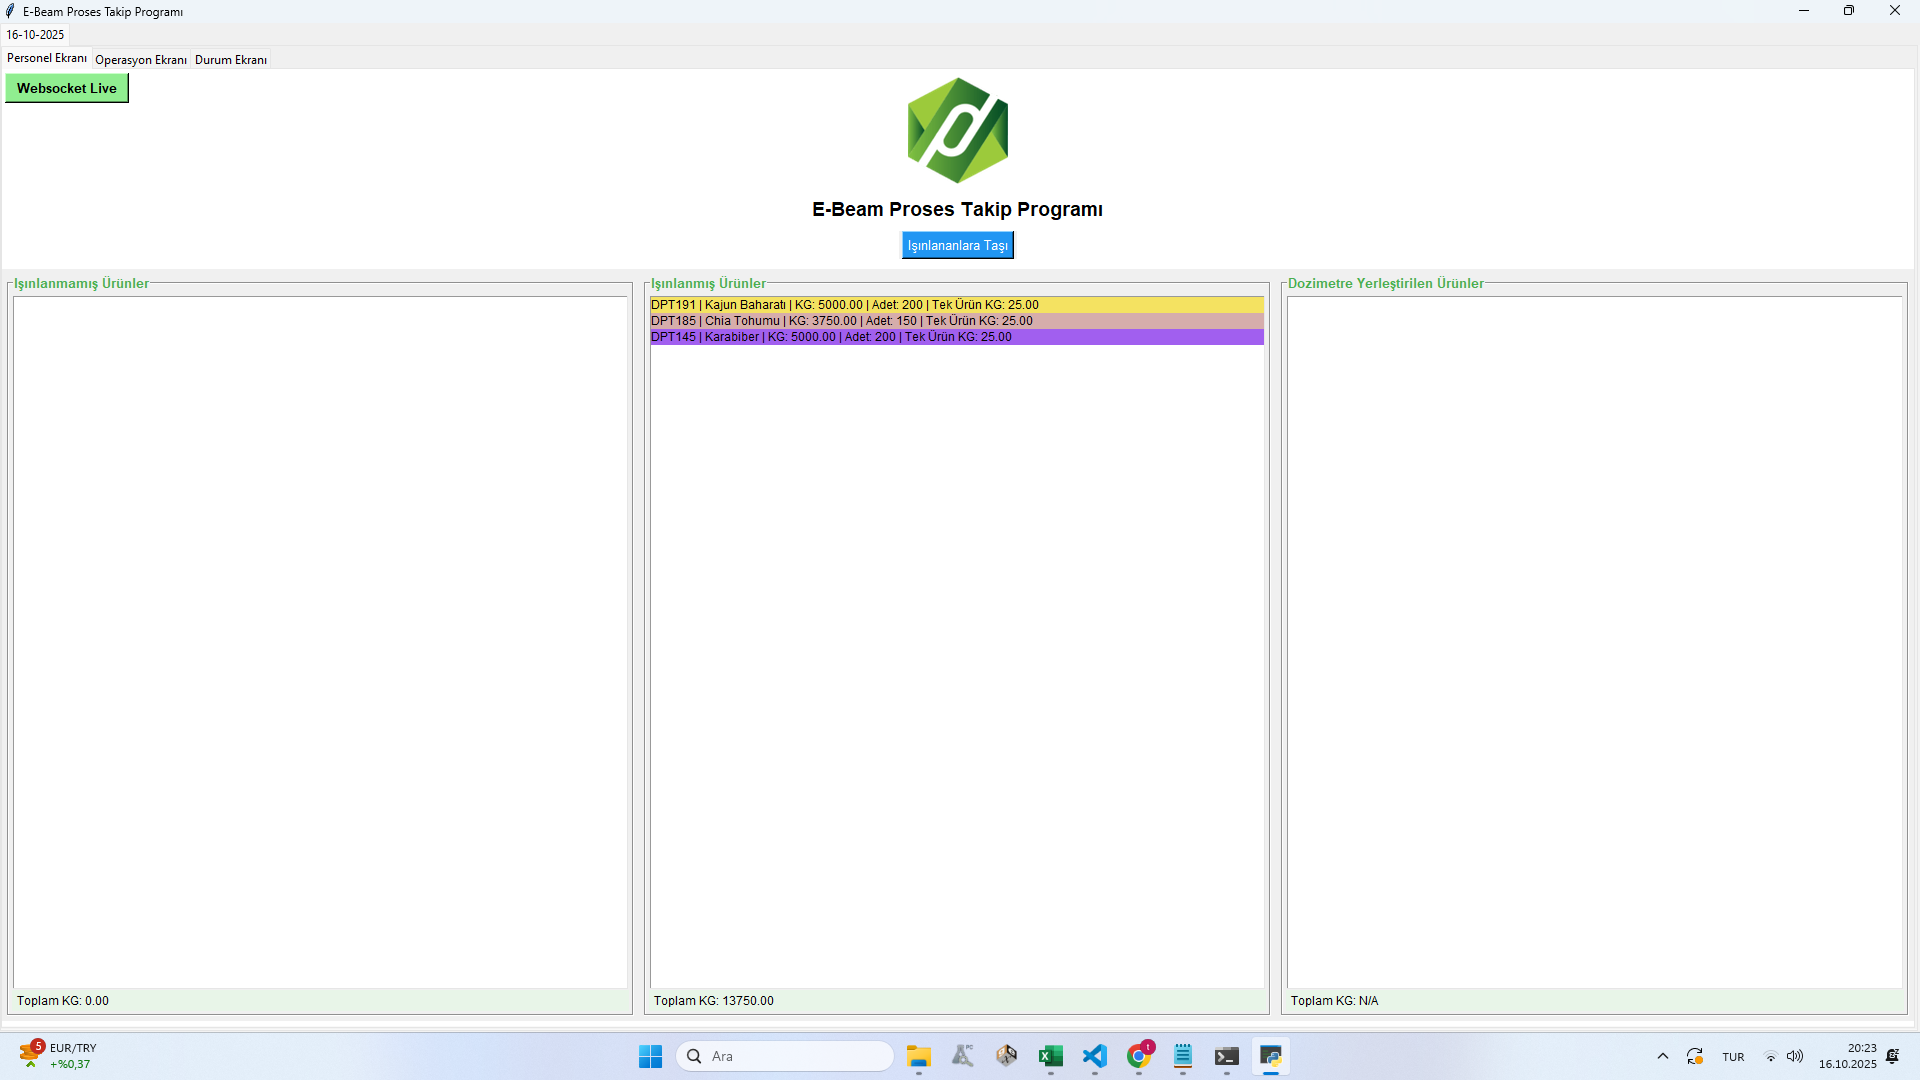 E-Beam Proses Takip Programı
16-10-2025
Personel Ekranı Operasyon Ekranı Durum Ekranı
Websocket Live
E-Beam Proses Takip Programı
Işınlananlara Taşı
Işınlanmamış Ürünler
Toplam KG: 0.00
Işınlanmış Ürünler
DPT191 | Kajun Baharatı | KG: 5000.00 | Adet: 200 | Tek Ürün KG: 25.00
DPT185 | Chia Tohumu | KG: 3750.00 | Adet: 150 | Tek Ürün KG: 25.00
DPT145 | Karabiber | KG: 5000.00 | Adet: 200 | Tek Ürün KG: 25.00
Toplam KG: 13750.00
Dozimetre Yerleştirilen Ürünler
Toplam KG: N/A
5
EUR/TRY
+%0,37
Ara
PC
t
TUR
20:23
16.10.2025